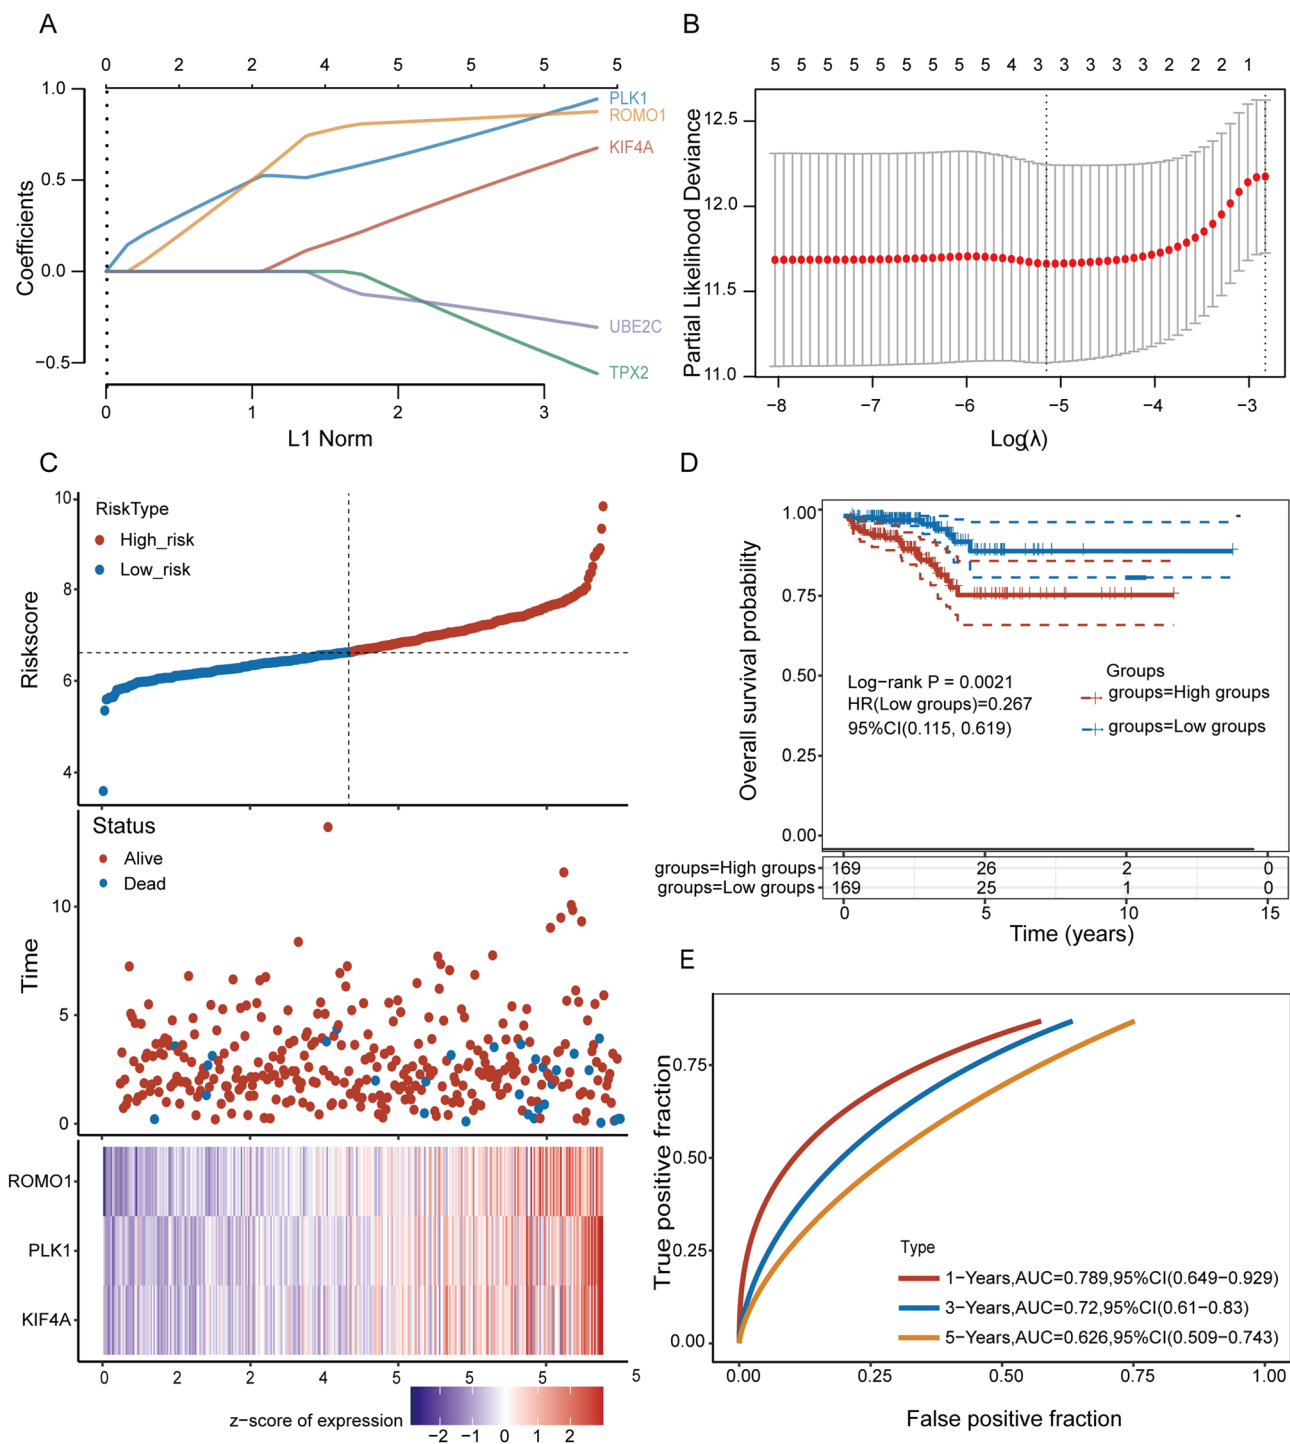 A
0 2 2 4 5 5 5 5
1.0
0.5
0.0
−0.5
Coefficients
PLK1
ROMO1
KIF4A
UBE2C
TPX2
0 1 2 3
L1 Norm
B
5 5 5 5 5 5 5 5 5 4 3 3 3 3 3 2 2 2 1
12.5
12.0
11.5
11.0
Partial Likelihood Deviance
−8 −7 −6 −5 −4 −3
Log(λ)
C
10
8
6
4
Riskscore
RiskType
High_risk
Low_risk
Status
Alive
Dead
10
5
0
Time
ROMO1
PLK1
KIF4A
0 2 2 4 5 5 5 5
z−score of expression
−2 −1 0 1 2
D
1.00
0.75
0.50
0.25
0.00
Overall survival probability
Log−rank P = 0.0021
HR(Low groups)=0.267
95%CI(0.115, 0.619)
Groups
groups=High groups
groups=Low groups
groups=High groups 169 26 2 0
groups=Low groups 169 25 1 0
0 5 10 15
Time (years)
E
0.75
0.50
0.25
0.00
True positive fraction
Type
1−Years,AUC=0.789,95%CI(0.649−0.929)
3−Years,AUC=0.72,95%CI(0.61−0.83)
5−Years,AUC=0.626,95%CI(0.509−0.743)
0.00 0.25 0.50 0.75 1.00
False positive fraction